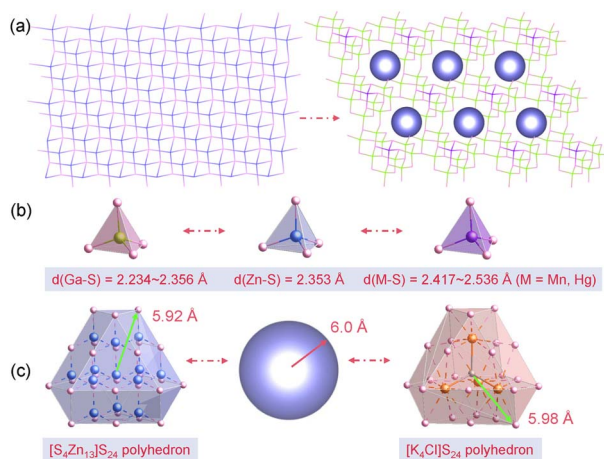 (a)
(b)
d(Ga-S) = 2.234~2.356 Å
d(Zn-S) = 2.353 Å
d(M-S) = 2.417~2.536 Å (M = Mn, Hg)
(c)
5.92 Å
6.0 Å
5.98 Å
[S₄Zn₁₃]S₂₄ polyhedron
[K₄Cl]S₂₄ polyhedron